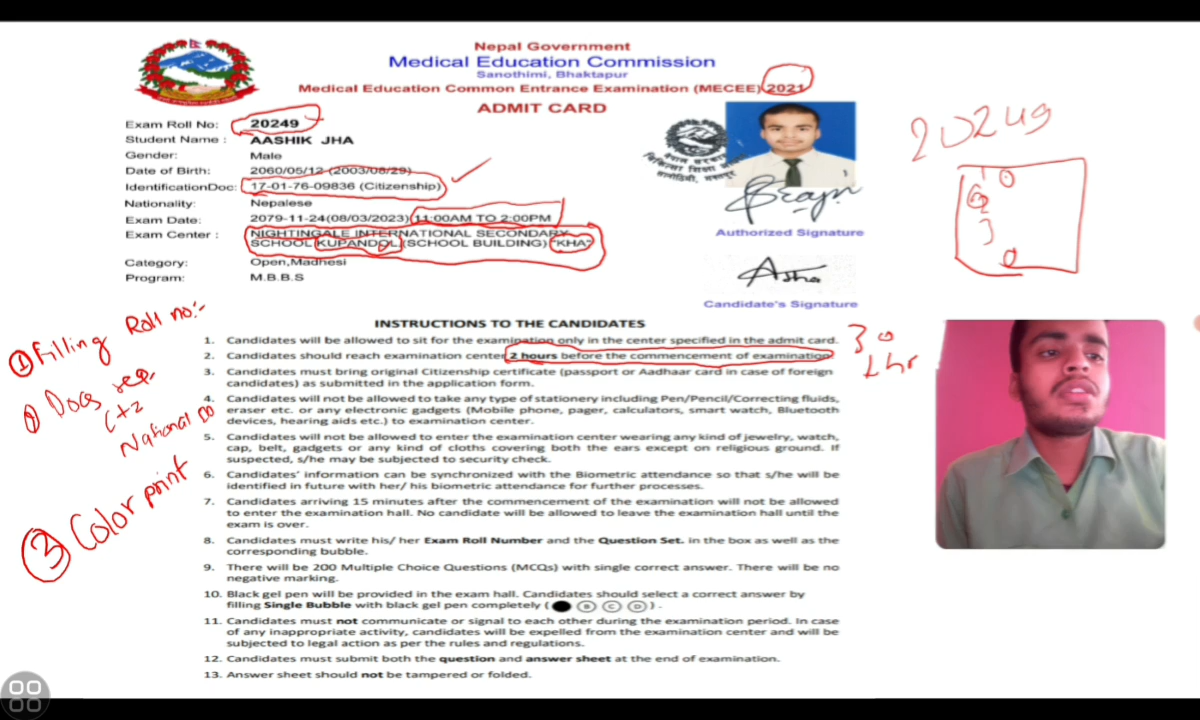 Nepal Government
Medical Education Commission
Sanothimi, Bhaktapur
Medical Education Common Entrance Examination (MECEE) 2021
ADMIT CARD
Exam Roll No: 20249
Student Name : AASHIK JHA
Gender: Male
Date of Birth: 2060/05/12 (2003/08/29)
IdentificationDoc: 17-01-76-09836 (Citizenship)
Nationality: Nepalese
Exam Date: 2079-11-24(08/03/2023) 11:00AM TO 2:00PM
Exam Center : NIGHTINGALE INTERNATIONAL SECONDARY
SCHOOL KUPANDOL (SCHOOL BUILDING) "KHA"
Category: Open,Madhesi
Program: M.B.B.S
Authorized Signature
Candidate's Signature
20249
① Filling Roll no:-
Docs req.
(+2
National ID
③ Color print
INSTRUCTIONS TO THE CANDIDATES
1. Candidates will be allowed to sit for the examination only in the center specified in the admit card.
2. Candidates should reach examination center 2 hours before the commencement of examination
30
1 hr
3. Candidates must bring original Citizenship certificate (passport or Aadhaar card in case of foreign
candidates) as submitted in the application form.
4. Candidates will not be allowed to take any type of stationery including Pen/Pencil/Correcting fluids,
eraser etc. or any electronic gadgets (Mobile phone, pager, calculators, smart watch, Bluetooth
devices, hearing aids etc.) to examination center.
5. Candidates will not be allowed to enter the examination center wearing any kind of jewelry, watch,
cap, belt, gadgets or any kind of cloths covering both the ears except on religious ground. If
suspected, s/he may be subjected to security check.
6. Candidates' information can be synchronized with the Biometric attendance so that s/he will be
identified in future with her/ his biometric attendance for further processes.
7. Candidates arriving 15 minutes after the commencement of the examination will not be allowed
to enter the examination hall. No candidate will be allowed to leave the examination hall until the
exam is over.
8. Candidates must write his/ her Exam Roll Number and the Question Set. in the box as well as the
corresponding bubble.
9. There will be 200 Multiple Choice Questions (MCQs) with single correct answer. There will be no
negative marking.
10. Black gel pen will be provided in the exam hall. Candidates should select a correct answer by
filling Single Bubble with black gel pen completely ( ● Ⓑ Ⓒ Ⓓ ) .
11. Candidates must not communicate or signal to each other during the examination period. In case
of any inappropriate activity, candidates will be expelled from the examination center and will be
subjected to legal action as per the rules and regulations.
12. Candidates must submit both the question and answer sheet at the end of examination.
13. Answer sheet should not be tampered or folded.